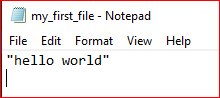 my_first_file - Notepad
File Edit Format View Help
"hello world"